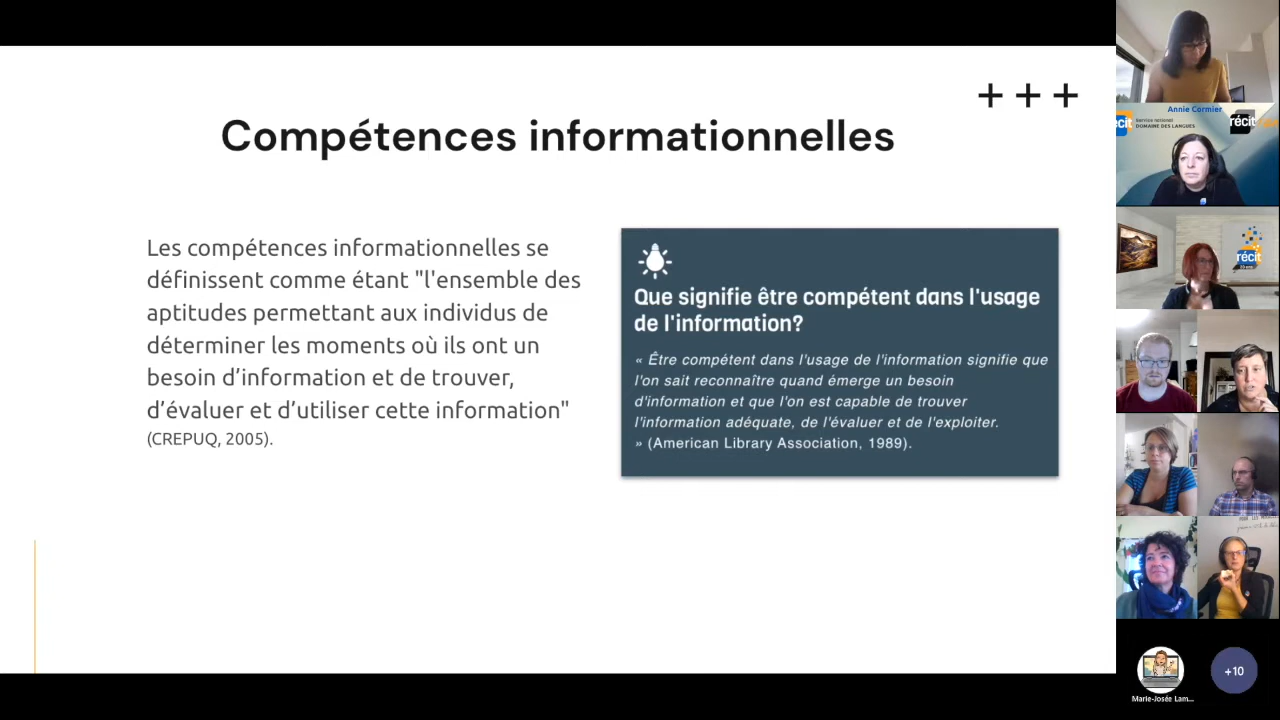 + + +
Compétences informationnelles
Les compétences informationnelles se
définissent comme étant "l'ensemble des
aptitudes permettant aux individus de
déterminer les moments où ils ont un
besoin d’information et de trouver,
d’évaluer et d’utiliser cette information"
(CREPUQ, 2005).
Que signifie être compétent dans l'usage
de l'information?
« Être compétent dans l'usage de l'information signifie que
l'on sait reconnaître quand émerge un besoin
d'information et que l'on est capable de trouver
l'information adéquate, de l'évaluer et de l'exploiter.
» (American Library Association, 1989).
Annie Cormier
Service national
DOMAINE DES LANGUES
récit
récit
Marie-Josée Lam...
+10